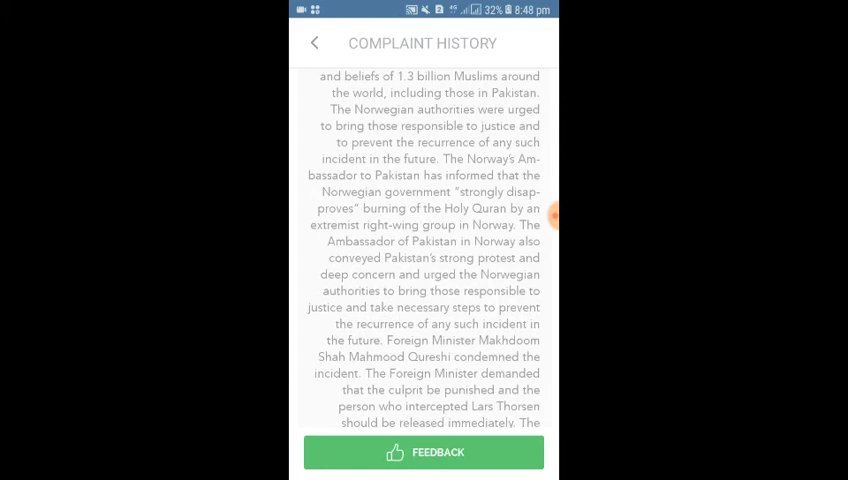 32% 8:48 pm
COMPLAINT HISTORY
and beliefs of 1.3 billion Muslims around
the world, including those in Pakistan.
The Norwegian authorities were urged
to bring those responsible to justice and
to prevent the recurrence of any such
incident in the future. The Norway's Am-
bassador to Pakistan has informed that the
Norwegian government “strongly disap-
proves” burning of the Holy Quran by an
extremist right-wing group in Norway. The
Ambassador of Pakistan in Norway also
conveyed Pakistan's strong protest and
deep concern and urged the Norwegian
authorities to bring those responsible to
justice and take necessary steps to prevent
the recurrence of any such incident in
the future. Foreign Minister Makhdoom
Shah Mahmood Qureshi condemned the
incident. The Foreign Minister demanded
that the culprit be punished and the
person who intercepted Lars Thorsen
should be released immediately. The
FEEDBACK